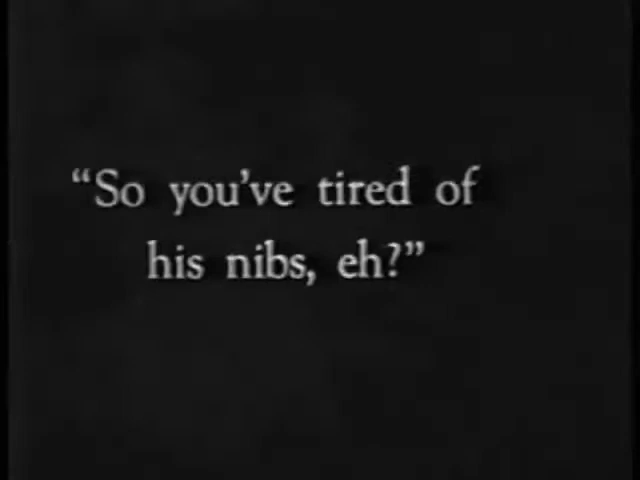 “So you’ve tired of
his nibs, eh?”